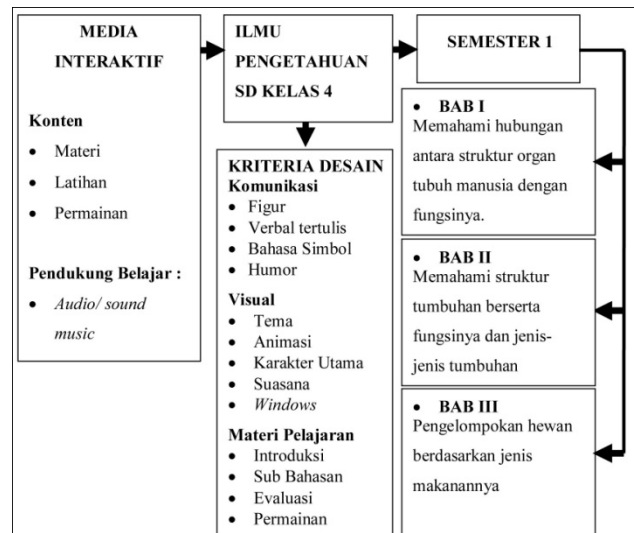 MEDIA
INTERAKTIF
Konten
• Materi
• Latihan
• Permainan
Pendukung Belajar :
• Audio/ sound
music
ILMU
PENGETAHUAN
SD KELAS 4
KRITERIA DESAIN
Komunikasi
• Figur
• Verbal tertulis
• Bahasa Simbol
• Humor
Visual
• Tema
• Animasi
• Karakter Utama
• Suasana
• Windows
Materi Pelajaran
• Introduksi
• Sub Bahasan
• Evaluasi
• Permainan
SEMESTER 1
• BAB I
Memahami hubungan
antara struktur organ
tubuh manusia dengan
fungsinya.
• BAB II
Memahami struktur
tumbuhan berserta
fungsinya dan jenis-
jenis tumbuhan
• BAB III
Pengelompokan hewan
berdasarkan jenis
makanannya